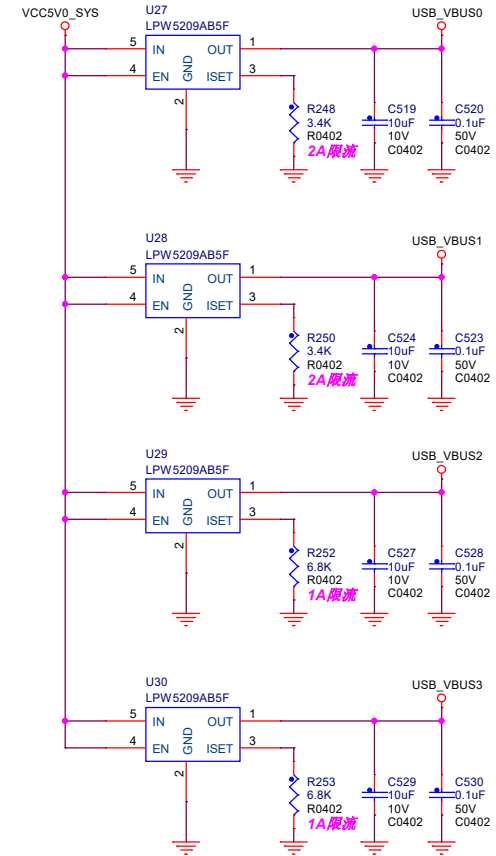 VCC5V0_SYS
U27
LPW5209AB5F
USB_VBUS0
5 IN OUT 1
4 EN GND ISET 3
2
R248
3.4K
R0402
2A限流
C519
10uF
10V
C0402
C520
0.1uF
50V
C0402
U28
LPW5209AB5F
USB_VBUS1
5 IN OUT 1
4 EN GND ISET 3
2
R250
3.4K
R0402
2A限流
C524
10uF
10V
C0402
C523
0.1uF
50V
C0402
U29
LPW5209AB5F
USB_VBUS2
5 IN OUT 1
4 EN GND ISET 3
2
R252
6.8K
R0402
1A限流
C527
10uF
10V
C0402
C528
0.1uF
50V
C0402
U30
LPW5209AB5F
USB_VBUS3
5 IN OUT 1
4 EN GND ISET 3
2
R253
6.8K
R0402
1A限流
C529
10uF
10V
C0402
C530
0.1uF
50V
C0402